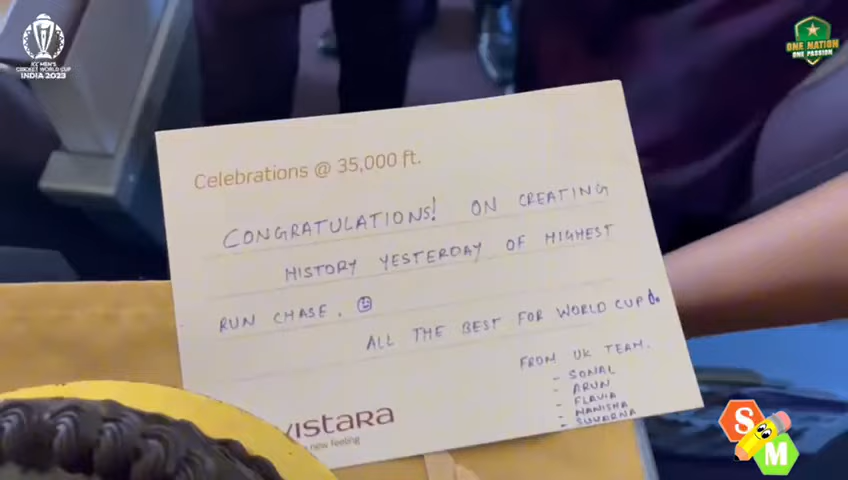 ICC MEN'S
CRICKET WORLD CUP
INDIA 2023
ONE NATION
ONE PASSION
Celebrations @ 35,000 ft.
CONGRATULATIONS! ON CREATING
HISTORY YESTERDAY OF HIGHEST
RUN CHASE. 
ALL THE BEST FOR WORLD CUP
FROM UK TEAM.
- SONAL
- ARUN
- FLAVIA
- MANISHA
- SUVARNA
VISTARA
new feeling
S
M